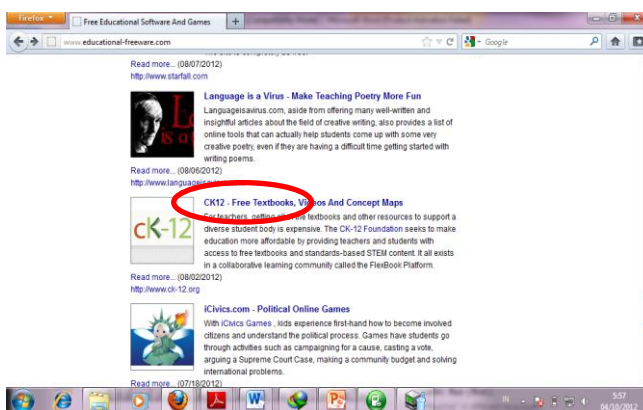 Firefox
Free Educational Software And Games
+
www.educational-freeware.com
Google
Read more... (08/07/2012)
http://www.starfall.com
Language is a Virus - Make Teaching Poetry More Fun
Languageisavirus.com, aside from offering many well-written and
insightful articles about the field of creative writing, also provides a list of
online tools that can actually help students come up with some very
creative poetry, even if they are having a difficult time getting started with
writing poems.
Read more... (08/06/2012)
CK12 - Free Textbooks, Videos And Concept Maps
For teachers, getting all the textbooks and other resources to support a
diverse student body is expensive. The CK-12 Foundation seeks to make
education more affordable by providing teachers and students with
access to free textbooks and standards-based STEM content. It all exists
in a collaborative learning community called the FlexBook Platform.
cK-12
Read more... (08/02/2012)
http://www.ck-12.org
iCivics.com - Political Online Games
With iCivics Games , kids experience first-hand how to become involved
citizens and understand the political process. Games have students go
through activities such as campaigning for a cause, casting a vote,
arguing a Supreme Court Case, making a community budget and solving
international problems.
Read more... (07/18/2012)
IN
5:57
04/10/2012